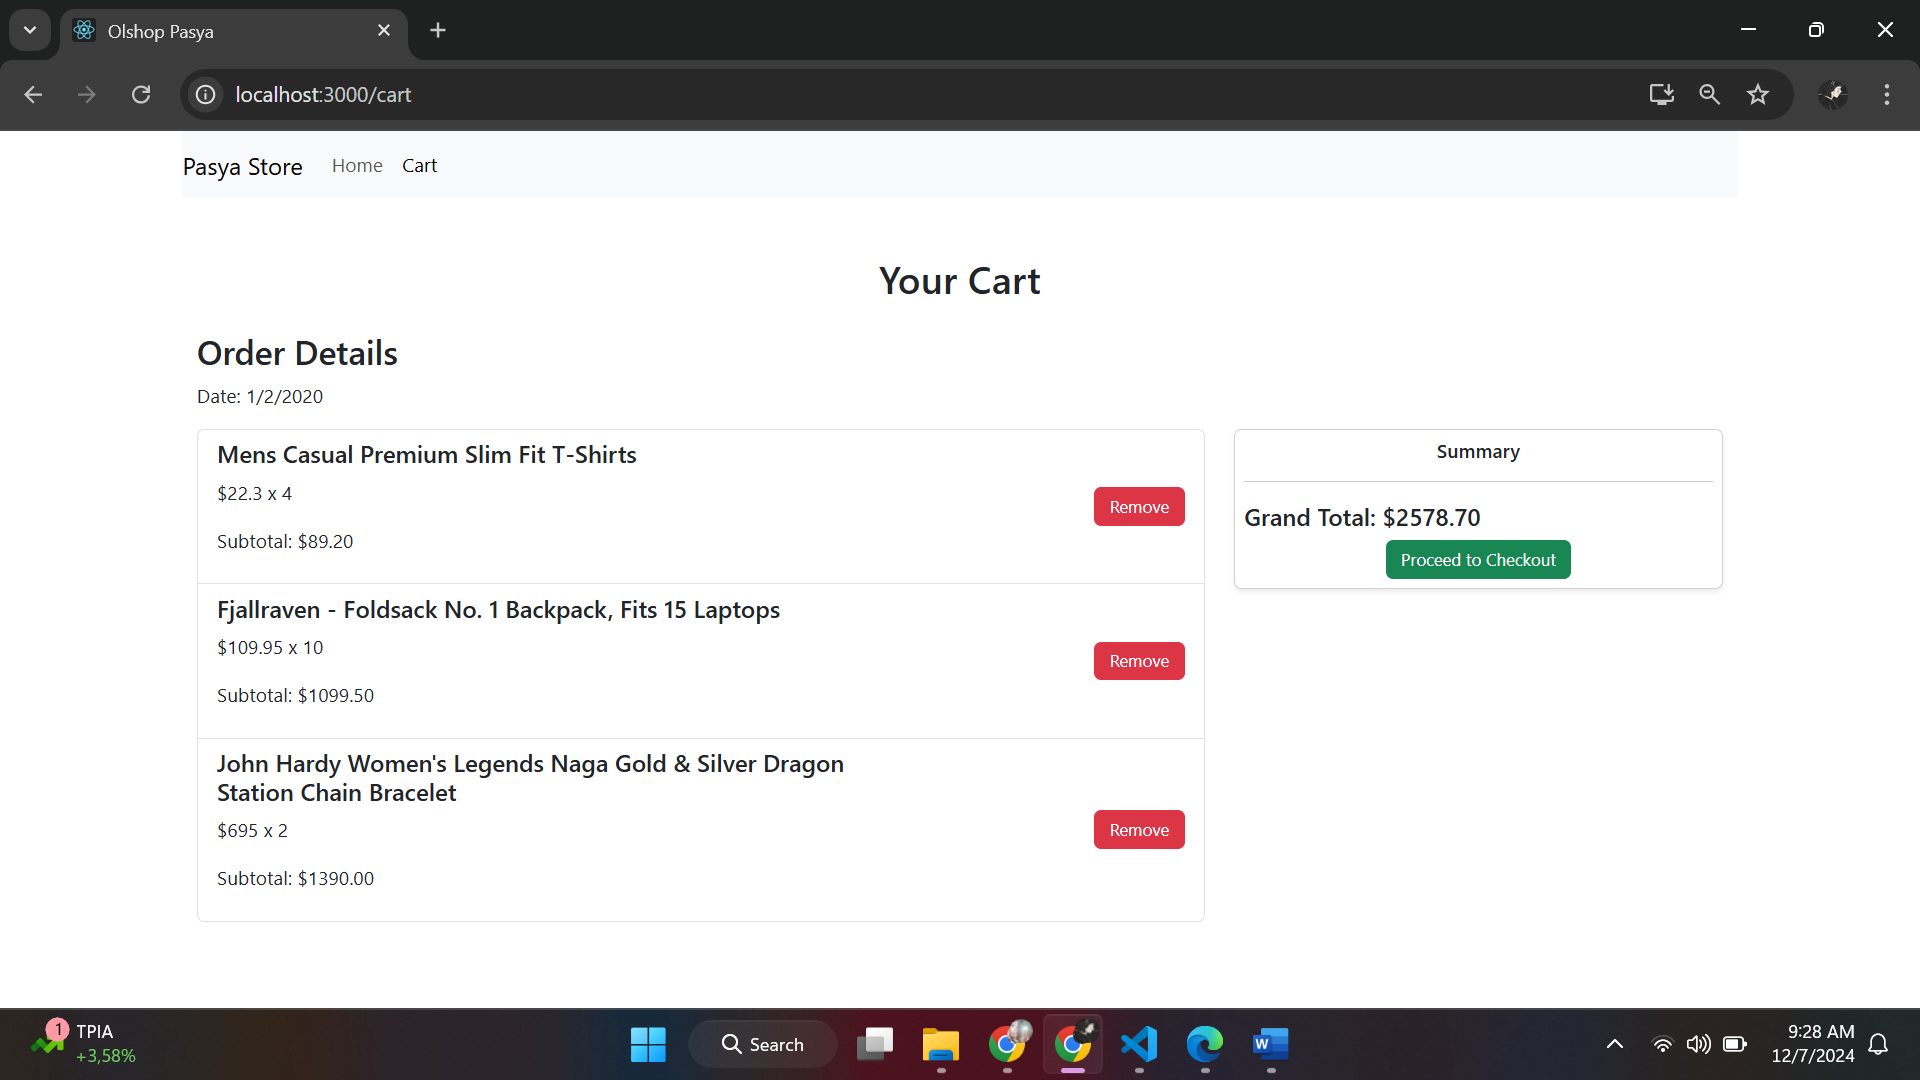 Olshop Pasya
localhost:3000/cart
Pasya Store Home Cart
Your Cart
Order Details
Date: 1/2/2020
Mens Casual Premium Slim Fit T-Shirts
$22.3 x 4
Remove
Subtotal: $89.20
Fjallraven - Foldsack No. 1 Backpack, Fits 15 Laptops
$109.95 x 10
Remove
Subtotal: $1099.50
John Hardy Women's Legends Naga Gold & Silver Dragon
Station Chain Bracelet
$695 x 2
Remove
Subtotal: $1390.00
Summary
Grand Total: $2578.70
Proceed to Checkout
1
TPIA
+3,58%
Search
W
9:28 AM
12/7/2024